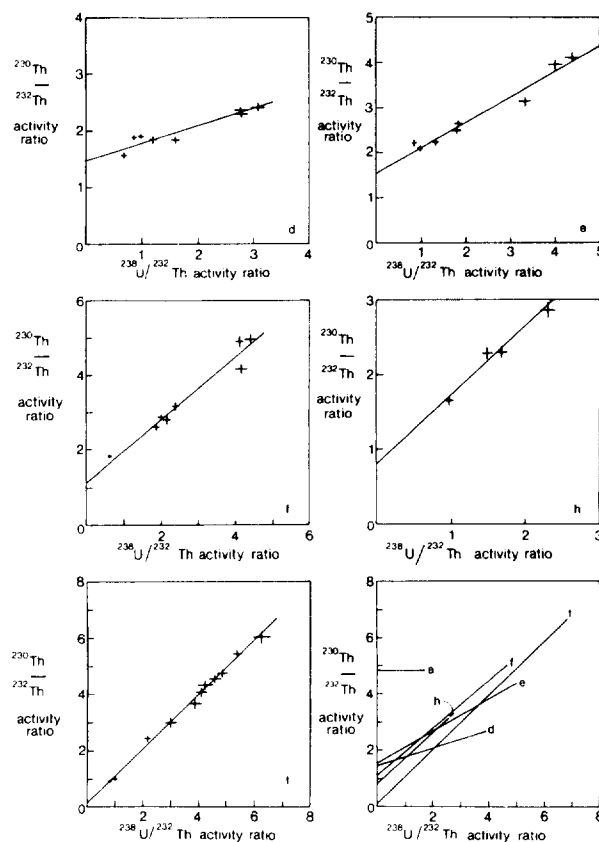 4
3
230Th
232Th
activity
ratio
2
1
0
d
1 2 3 4
238U/232Th activity ratio
5
4
230Th
232Th
activity
ratio
3
2
1
0
e
1 2 3 4 5
238U/232Th activity ratio
6
230Th
232Th
4
activity
ratio
2
0
f
2 4 6
238U/232Th activity ratio
3
230Th
232Th
2
activity
ratio
1
0
h
1 2 3
238U/232Th activity ratio
8
6
230Th
232Th
4
activity
ratio
2
0
t
2 4 6 8
238U/232Th activity ratio
8
t
6
230Th
a
f
232Th
4
e
h
activity
ratio
d
2
0
2 4 6 8
238U/232Th activity ratio